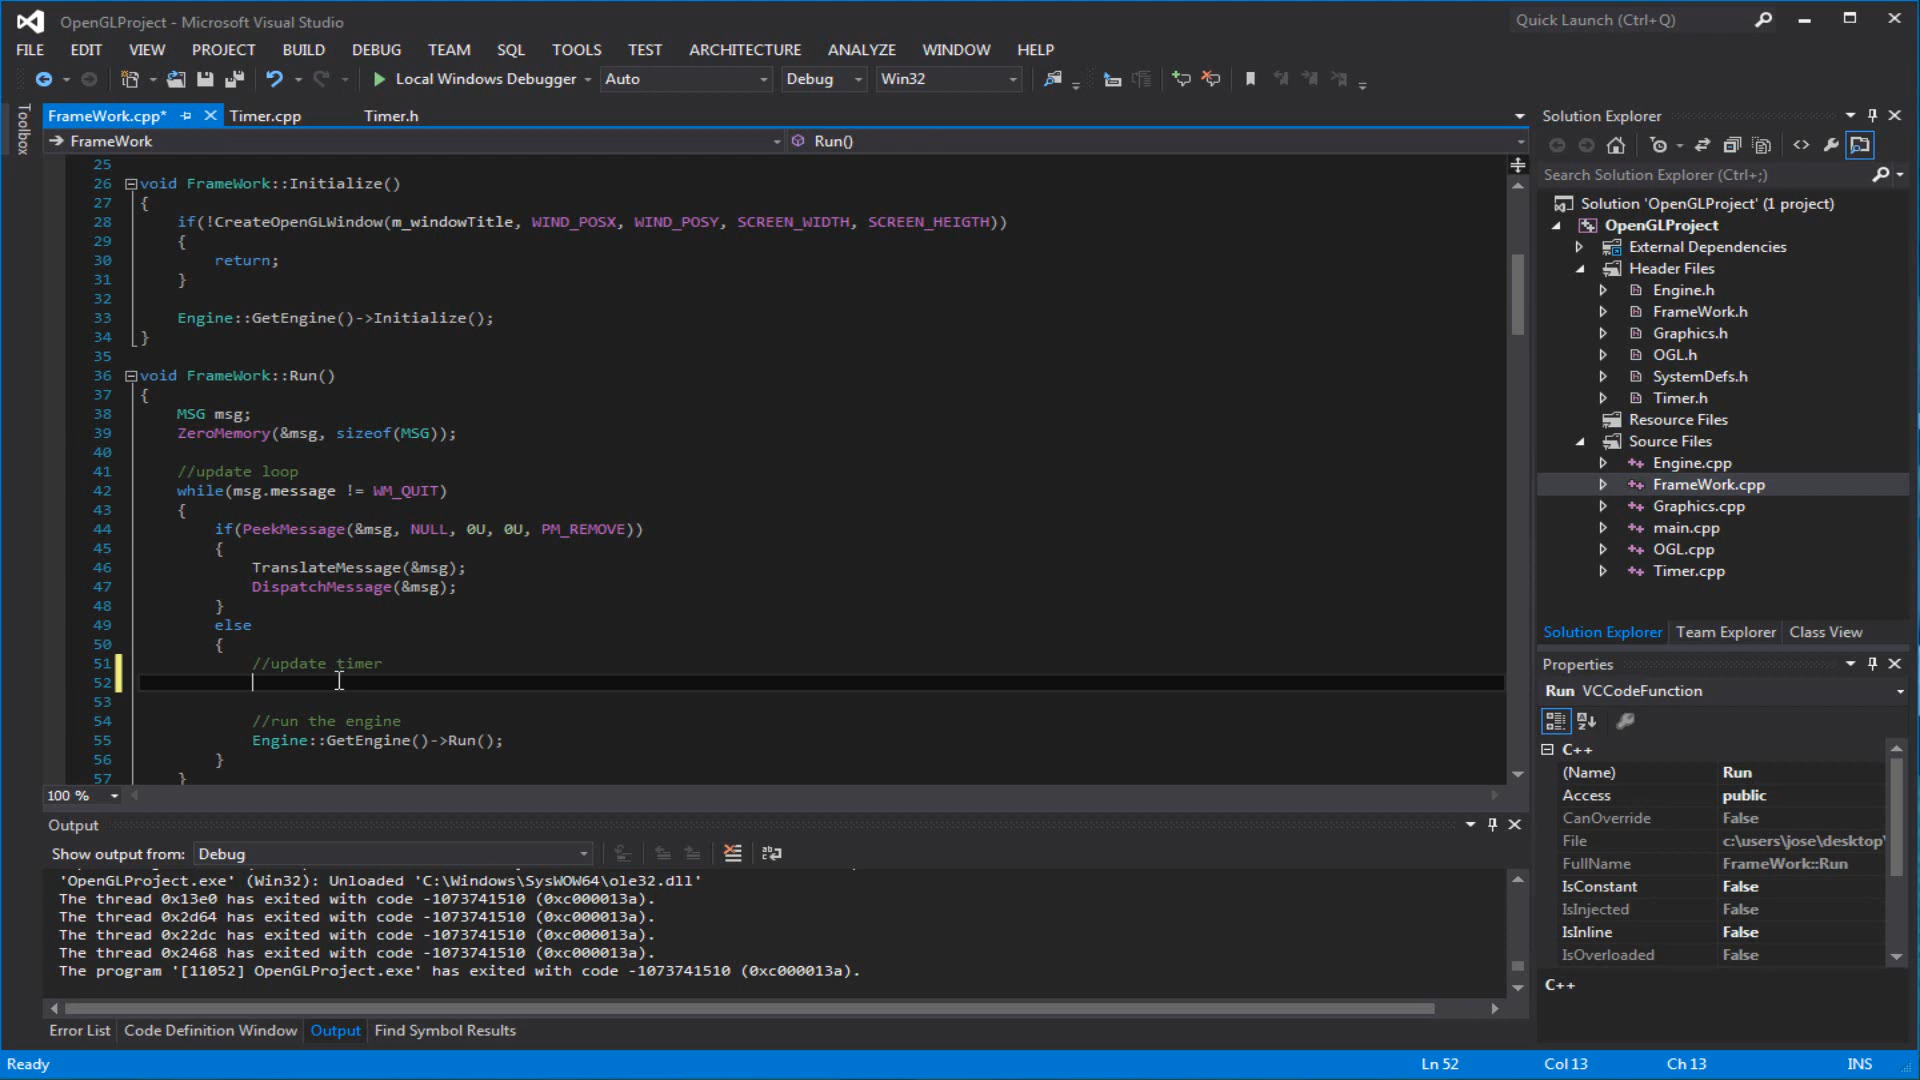 OpenGLProject - Microsoft Visual Studio
Quick Launch (Ctrl+Q)
FILE EDIT VIEW PROJECT BUILD DEBUG TEAM SQL TOOLS TEST ARCHITECTURE ANALYZE WINDOW HELP
Local Windows Debugger Auto Debug Win32
Toolbox
FrameWork.cpp* Timer.cpp Timer.h
FrameWork Run()
25
26 void FrameWork::Initialize()
27 {
28 if(!CreateOpenGLWindow(m_windowTitle, WIND_POSX, WIND_POSY, SCREEN_WIDTH, SCREEN_HEIGTH))
29 {
30 return;
31 }
32
33 Engine::GetEngine()->Initialize();
34 }
35
36 void FrameWork::Run()
37 {
38 MSG msg;
39 ZeroMemory(&msg, sizeof(MSG));
40
41 //update loop
42 while(msg.message != WM_QUIT)
43 {
44 if(PeekMessage(&msg, NULL, 0U, 0U, PM_REMOVE))
45 {
46 TranslateMessage(&msg);
47 DispatchMessage(&msg);
48 }
49 else
50 {
51 //update timer
52
53
54 //run the engine
55 Engine::GetEngine()->Run();
56 }
57 }
100 %
Output
Show output from: Debug
'OpenGLProject.exe' (Win32): Unloaded 'C:\Windows\SysWOW64\ole32.dll'
The thread 0x13e0 has exited with code -1073741510 (0xc000013a).
The thread 0x2d64 has exited with code -1073741510 (0xc000013a).
The thread 0x22dc has exited with code -1073741510 (0xc000013a).
The thread 0x2468 has exited with code -1073741510 (0xc000013a).
The program '[11052] OpenGLProject.exe' has exited with code -1073741510 (0xc000013a).
Error List Code Definition Window Output Find Symbol Results
Solution Explorer
Search Solution Explorer (Ctrl+;)
Solution 'OpenGLProject' (1 project)
OpenGLProject
External Dependencies
Header Files
Engine.h
FrameWork.h
Graphics.h
OGL.h
SystemDefs.h
Timer.h
Resource Files
Source Files
Engine.cpp
FrameWork.cpp
Graphics.cpp
main.cpp
OGL.cpp
Timer.cpp
Solution Explorer Team Explorer Class View
Properties
Run VCCodeFunction
C++
(Name) Run
Access public
CanOverride False
File c:\users\jose\desktop\
FullName FrameWork::Run
IsConstant False
IsInjected False
IsInline False
IsOverloaded False
C++
Ready Ln 52 Col 13 Ch 13 INS